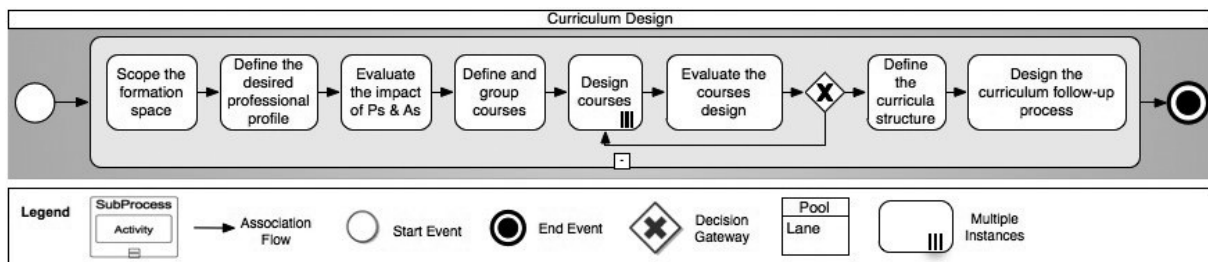 Curriculum Design
Scope the
formation
space
Define the
desired
professional
profile
Evaluate
the impact
of Ps & As
Define and
group
courses
Design
courses
Evaluate the
courses
design
X
Define
the
curricula
structure
Design the
curriculum follow-up
process
-
Legend
SubProcess
Activity
Association
Flow
Start Event
End Event
Decision
Gateway
Pool
Lane
Multiple
Instances